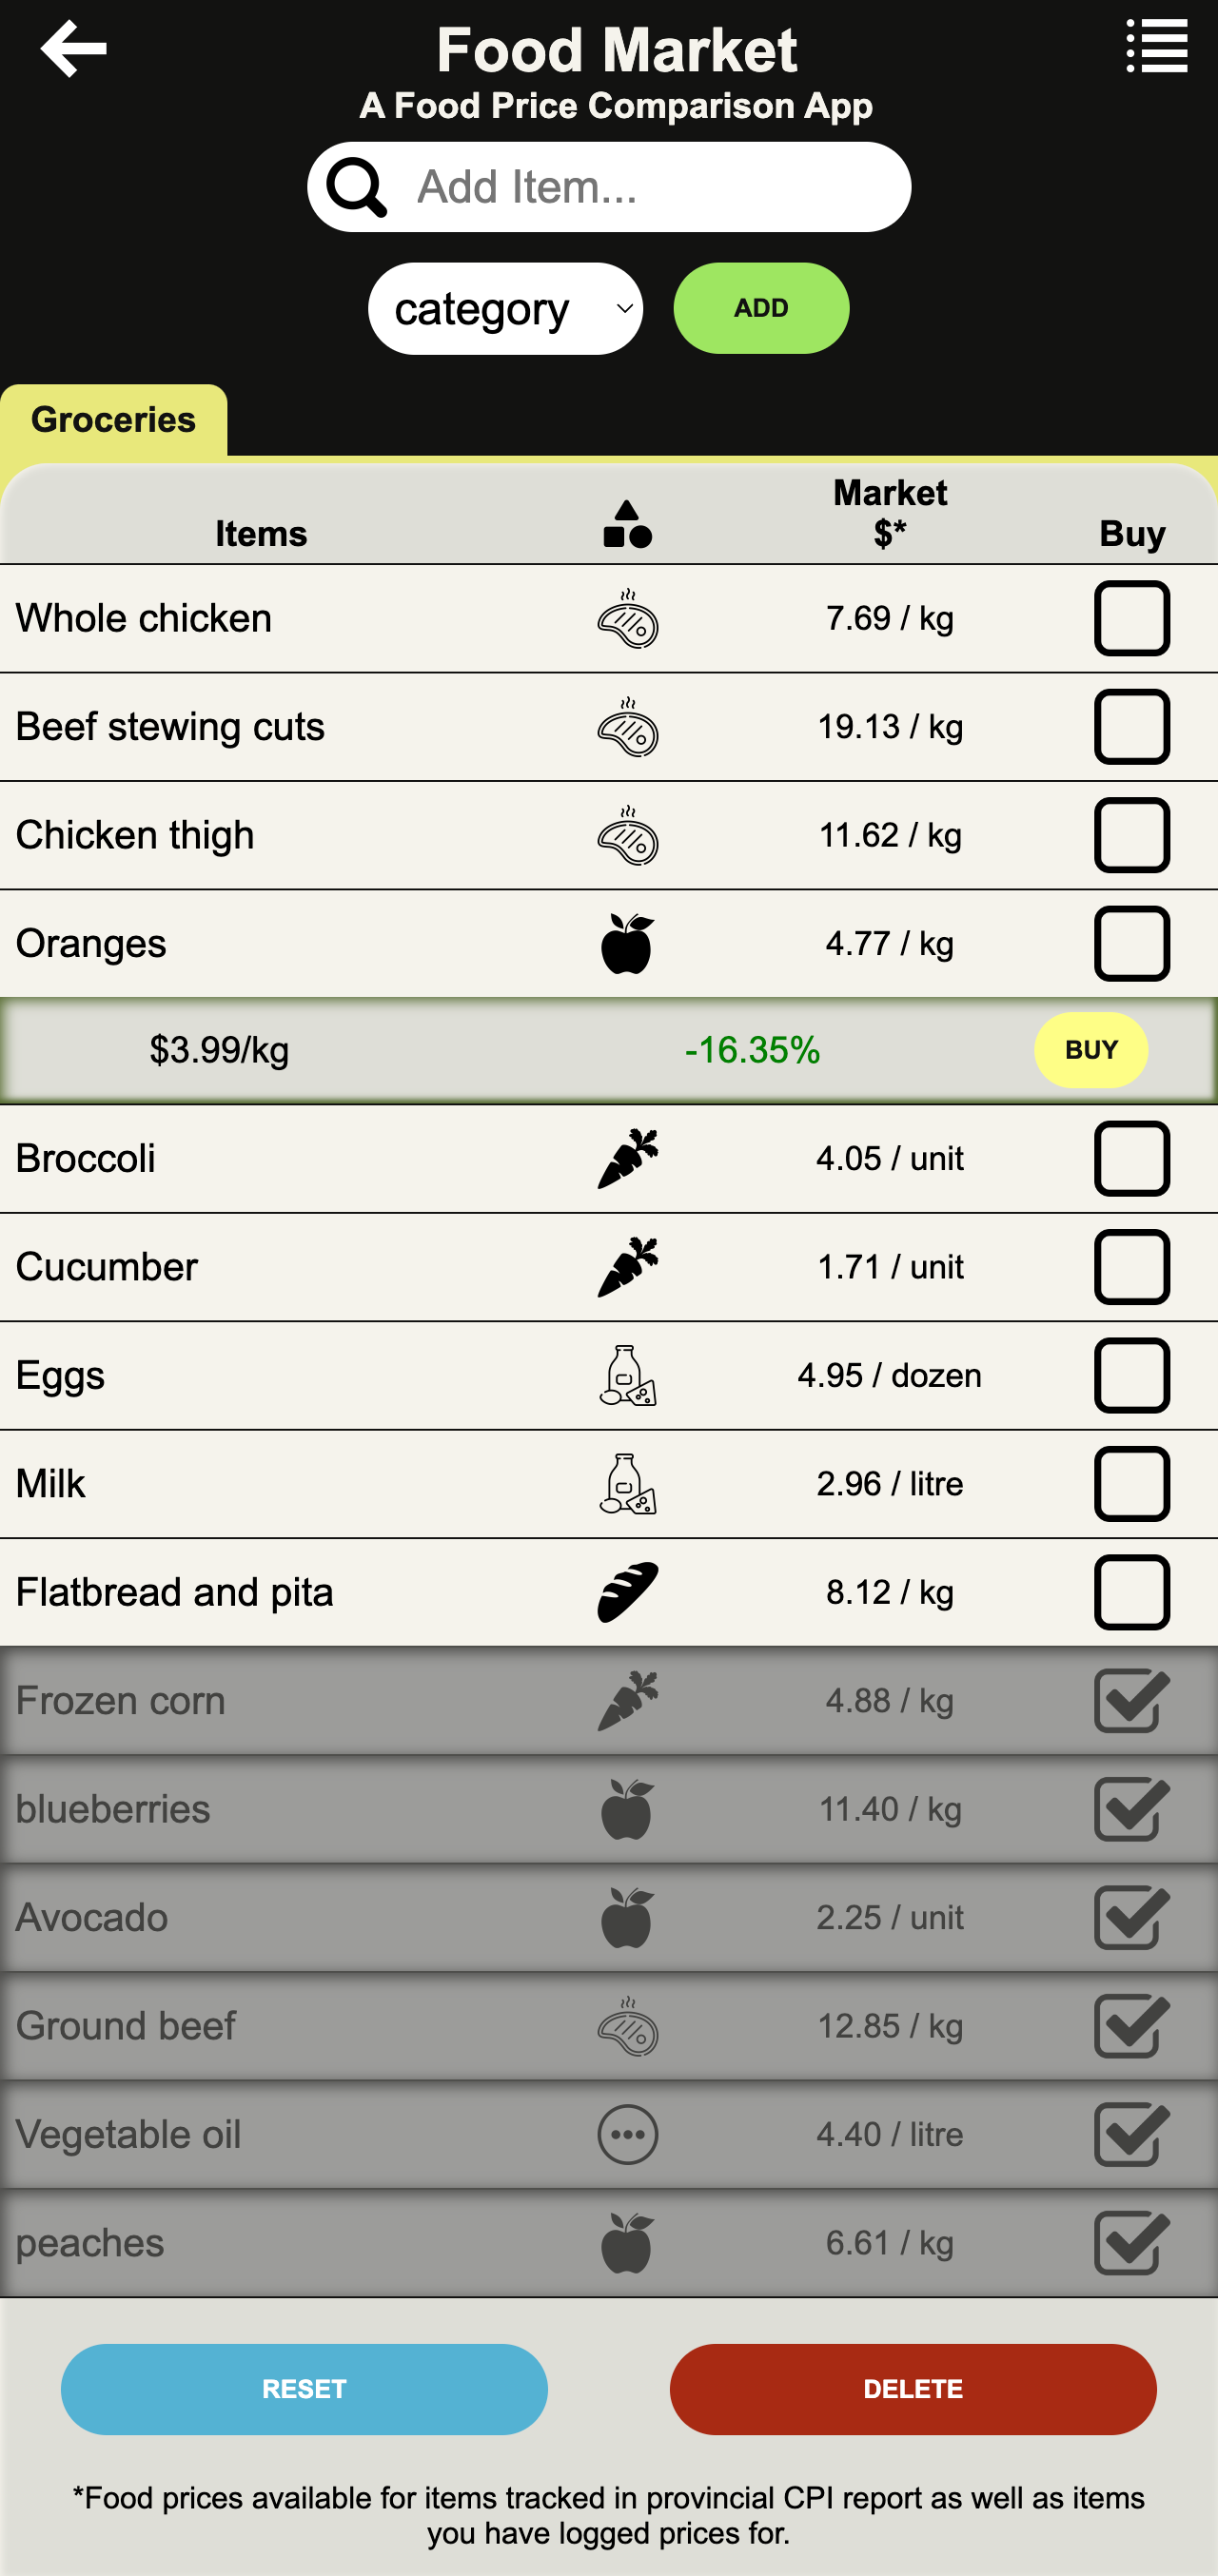 Food Market
A Food Price Comparison App
Add Item...
category
ADD
Groceries
Items
Market
$*
Buy
Whole chicken 7.69 / kg
Beef stewing cuts 19.13 / kg
Chicken thigh 11.62 / kg
Oranges 4.77 / kg
$3.99/kg -16.35% BUY
Broccoli 4.05 / unit
Cucumber 1.71 / unit
Eggs 4.95 / dozen
Milk 2.96 / litre
Flatbread and pita 8.12 / kg
Frozen corn 4.88 / kg
blueberries 11.40 / kg
Avocado 2.25 / unit
Ground beef 12.85 / kg
Vegetable oil 4.40 / litre
peaches 6.61 / kg
RESET
DELETE
*Food prices available for items tracked in provincial CPI report as well as items
you have logged prices for.